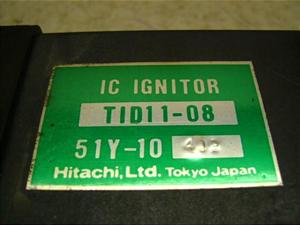 IC IGNITOR
TID11-08
51Y-10
Hitachi, Ltd. Tokyo Japan